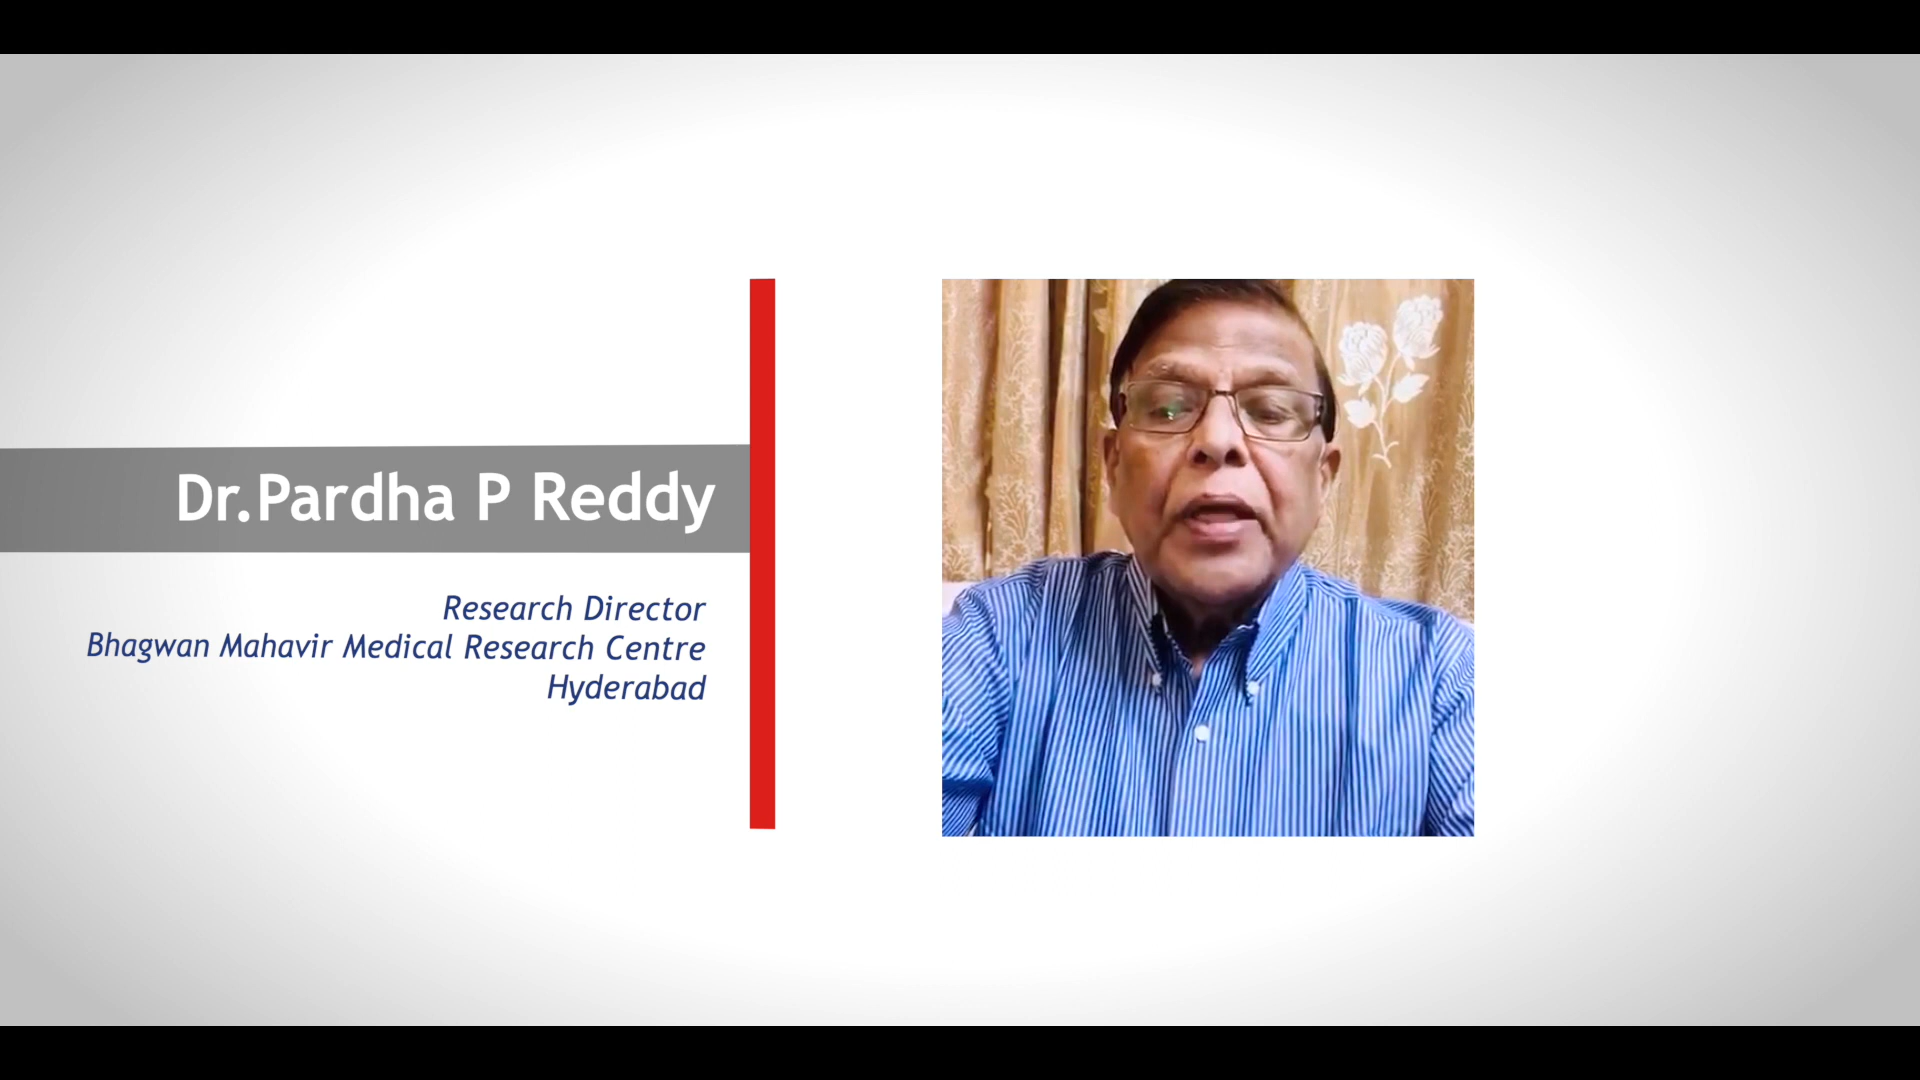 Dr.Pardha P Reddy
Research Director
Bhagwan Mahavir Medical Research Centre
Hyderabad